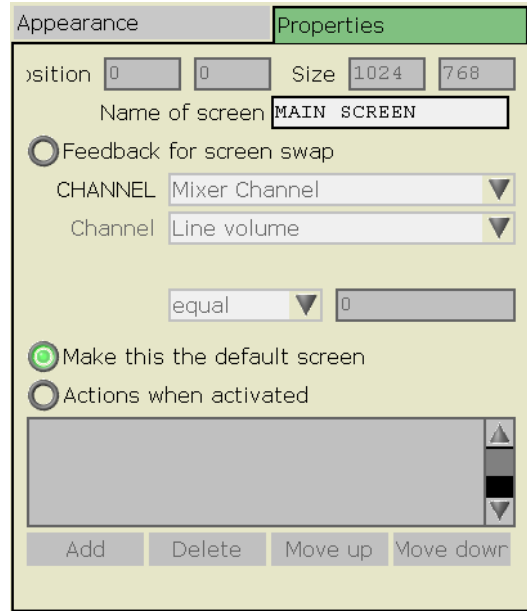 Appearance Properties
osition 0 0 Size 1024 768
Name of screen MAIN SCREEN
Feedback for screen swap
CHANNEL Mixer Channel
Channel Line volume
equal 0
Make this the default screen
Actions when activated
Add Delete Move up Move down